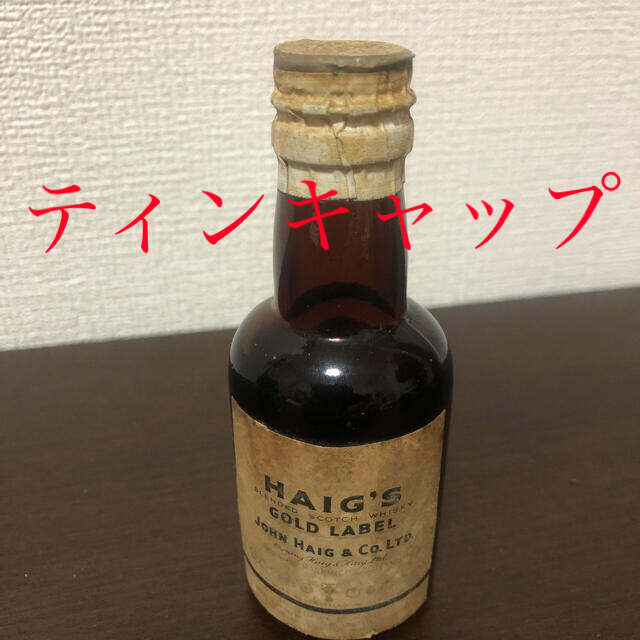 ティンキャップ
HAIG'S
BLENDED SCOTCH WHISKY
GOLD LABEL
JOHN HAIG & CO. LTD.